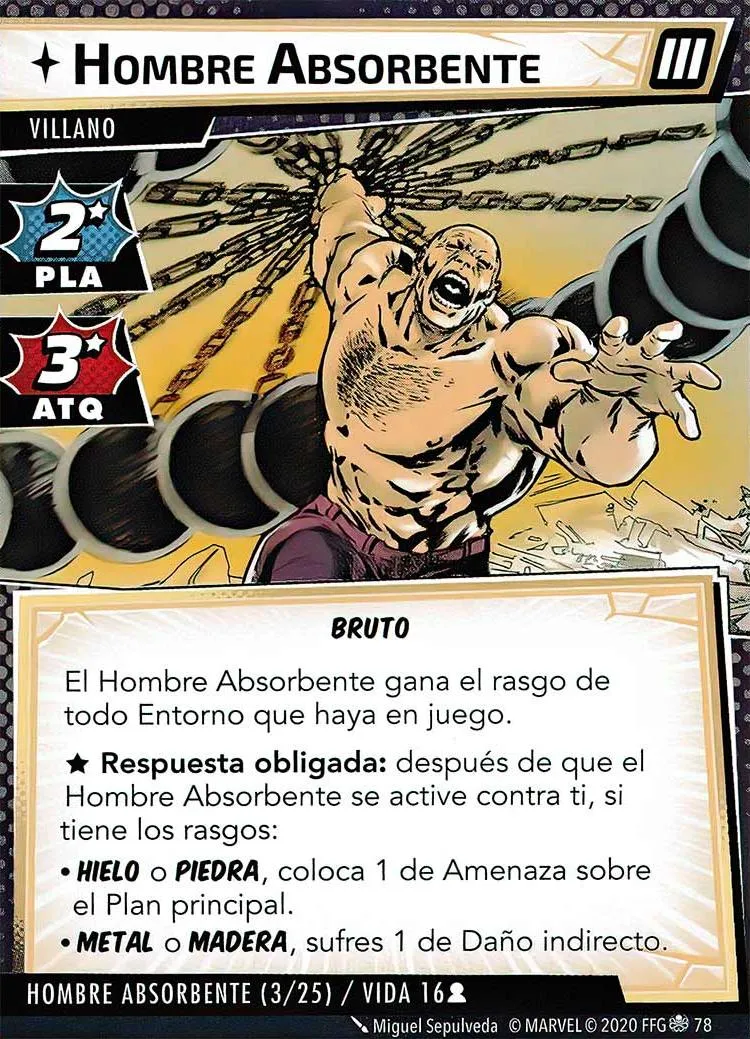 HOMBRE ABSORBENTE
III
VILLANO
2
PLA
3
ATQ
BRUTO
El Hombre Absorbente gana el rasgo de
todo Entorno que haya en juego.
★ Respuesta obligada: después de que el
Hombre Absorbente se active contra ti, si
tiene los rasgos:
• HIELO o PIEDRA, coloca 1 de Amenaza sobre
el Plan principal.
• METAL o MADERA, sufres 1 de Daño indirecto.
HOMBRE ABSORBENTE (3/25) / VIDA 16
Miguel Sepulveda © MARVEL © 2020 FFG 78